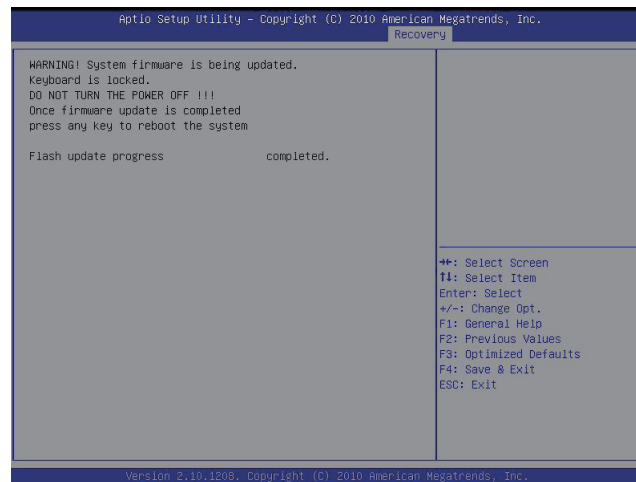 Aptio Setup Utility – Copyright (C) 2010 American Megatrends, Inc.
Recovery
WARNING! System firmware is being updated.
Keyboard is locked.
DO NOT TURN THE POWER OFF !!!
Once firmware update is completed
press any key to reboot the system
Flash update progress completed.
→←: Select Screen
↑↓: Select Item
Enter: Select
+/-: Change Opt.
F1: General Help
F2: Previous Values
F3: Optimized Defaults
F4: Save & Exit
ESC: Exit
Version 2.10.1208. Copyright (C) 2010 American Megatrends, Inc.